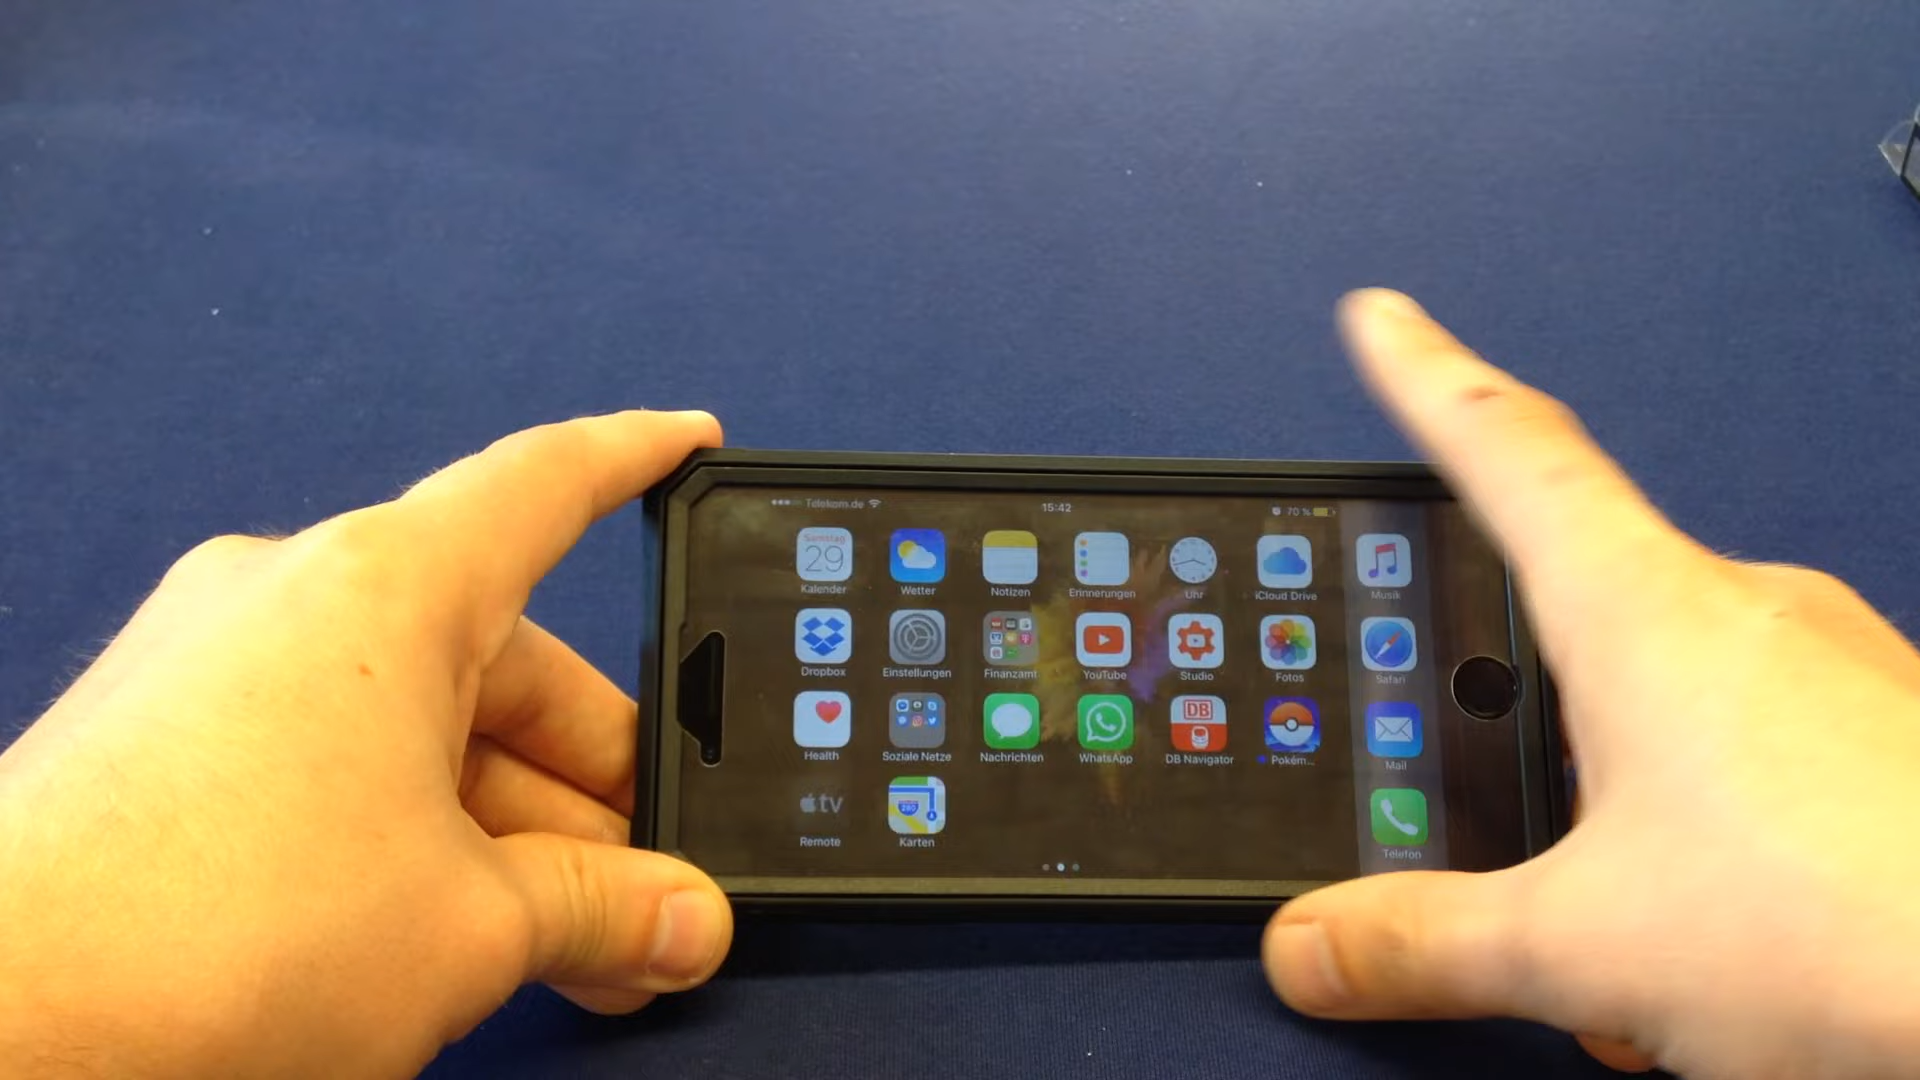 Telekom.de 15:42 70 %
Samstag
29
Kalender Wetter Notizen Erinnerungen Uhr iCloud Drive Musik
Dropbox Einstellungen Finanzamt YouTube Studio Fotos Safari
DB
Health Soziale Netze Nachrichten WhatsApp DB Navigator Pokém... Mail
tv 280
Remote Karten Telefon